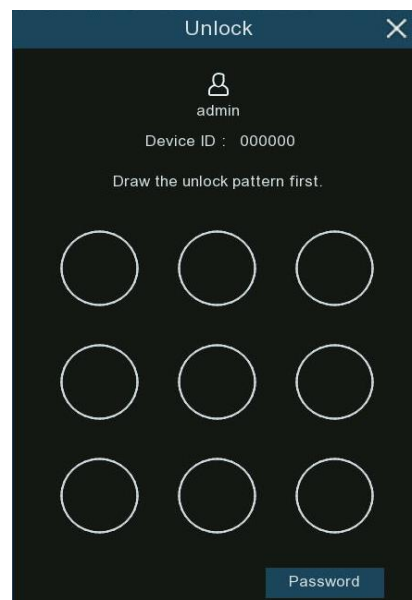 Unlock
admin
Device ID : 000000
Draw the unlock pattern first.
Password